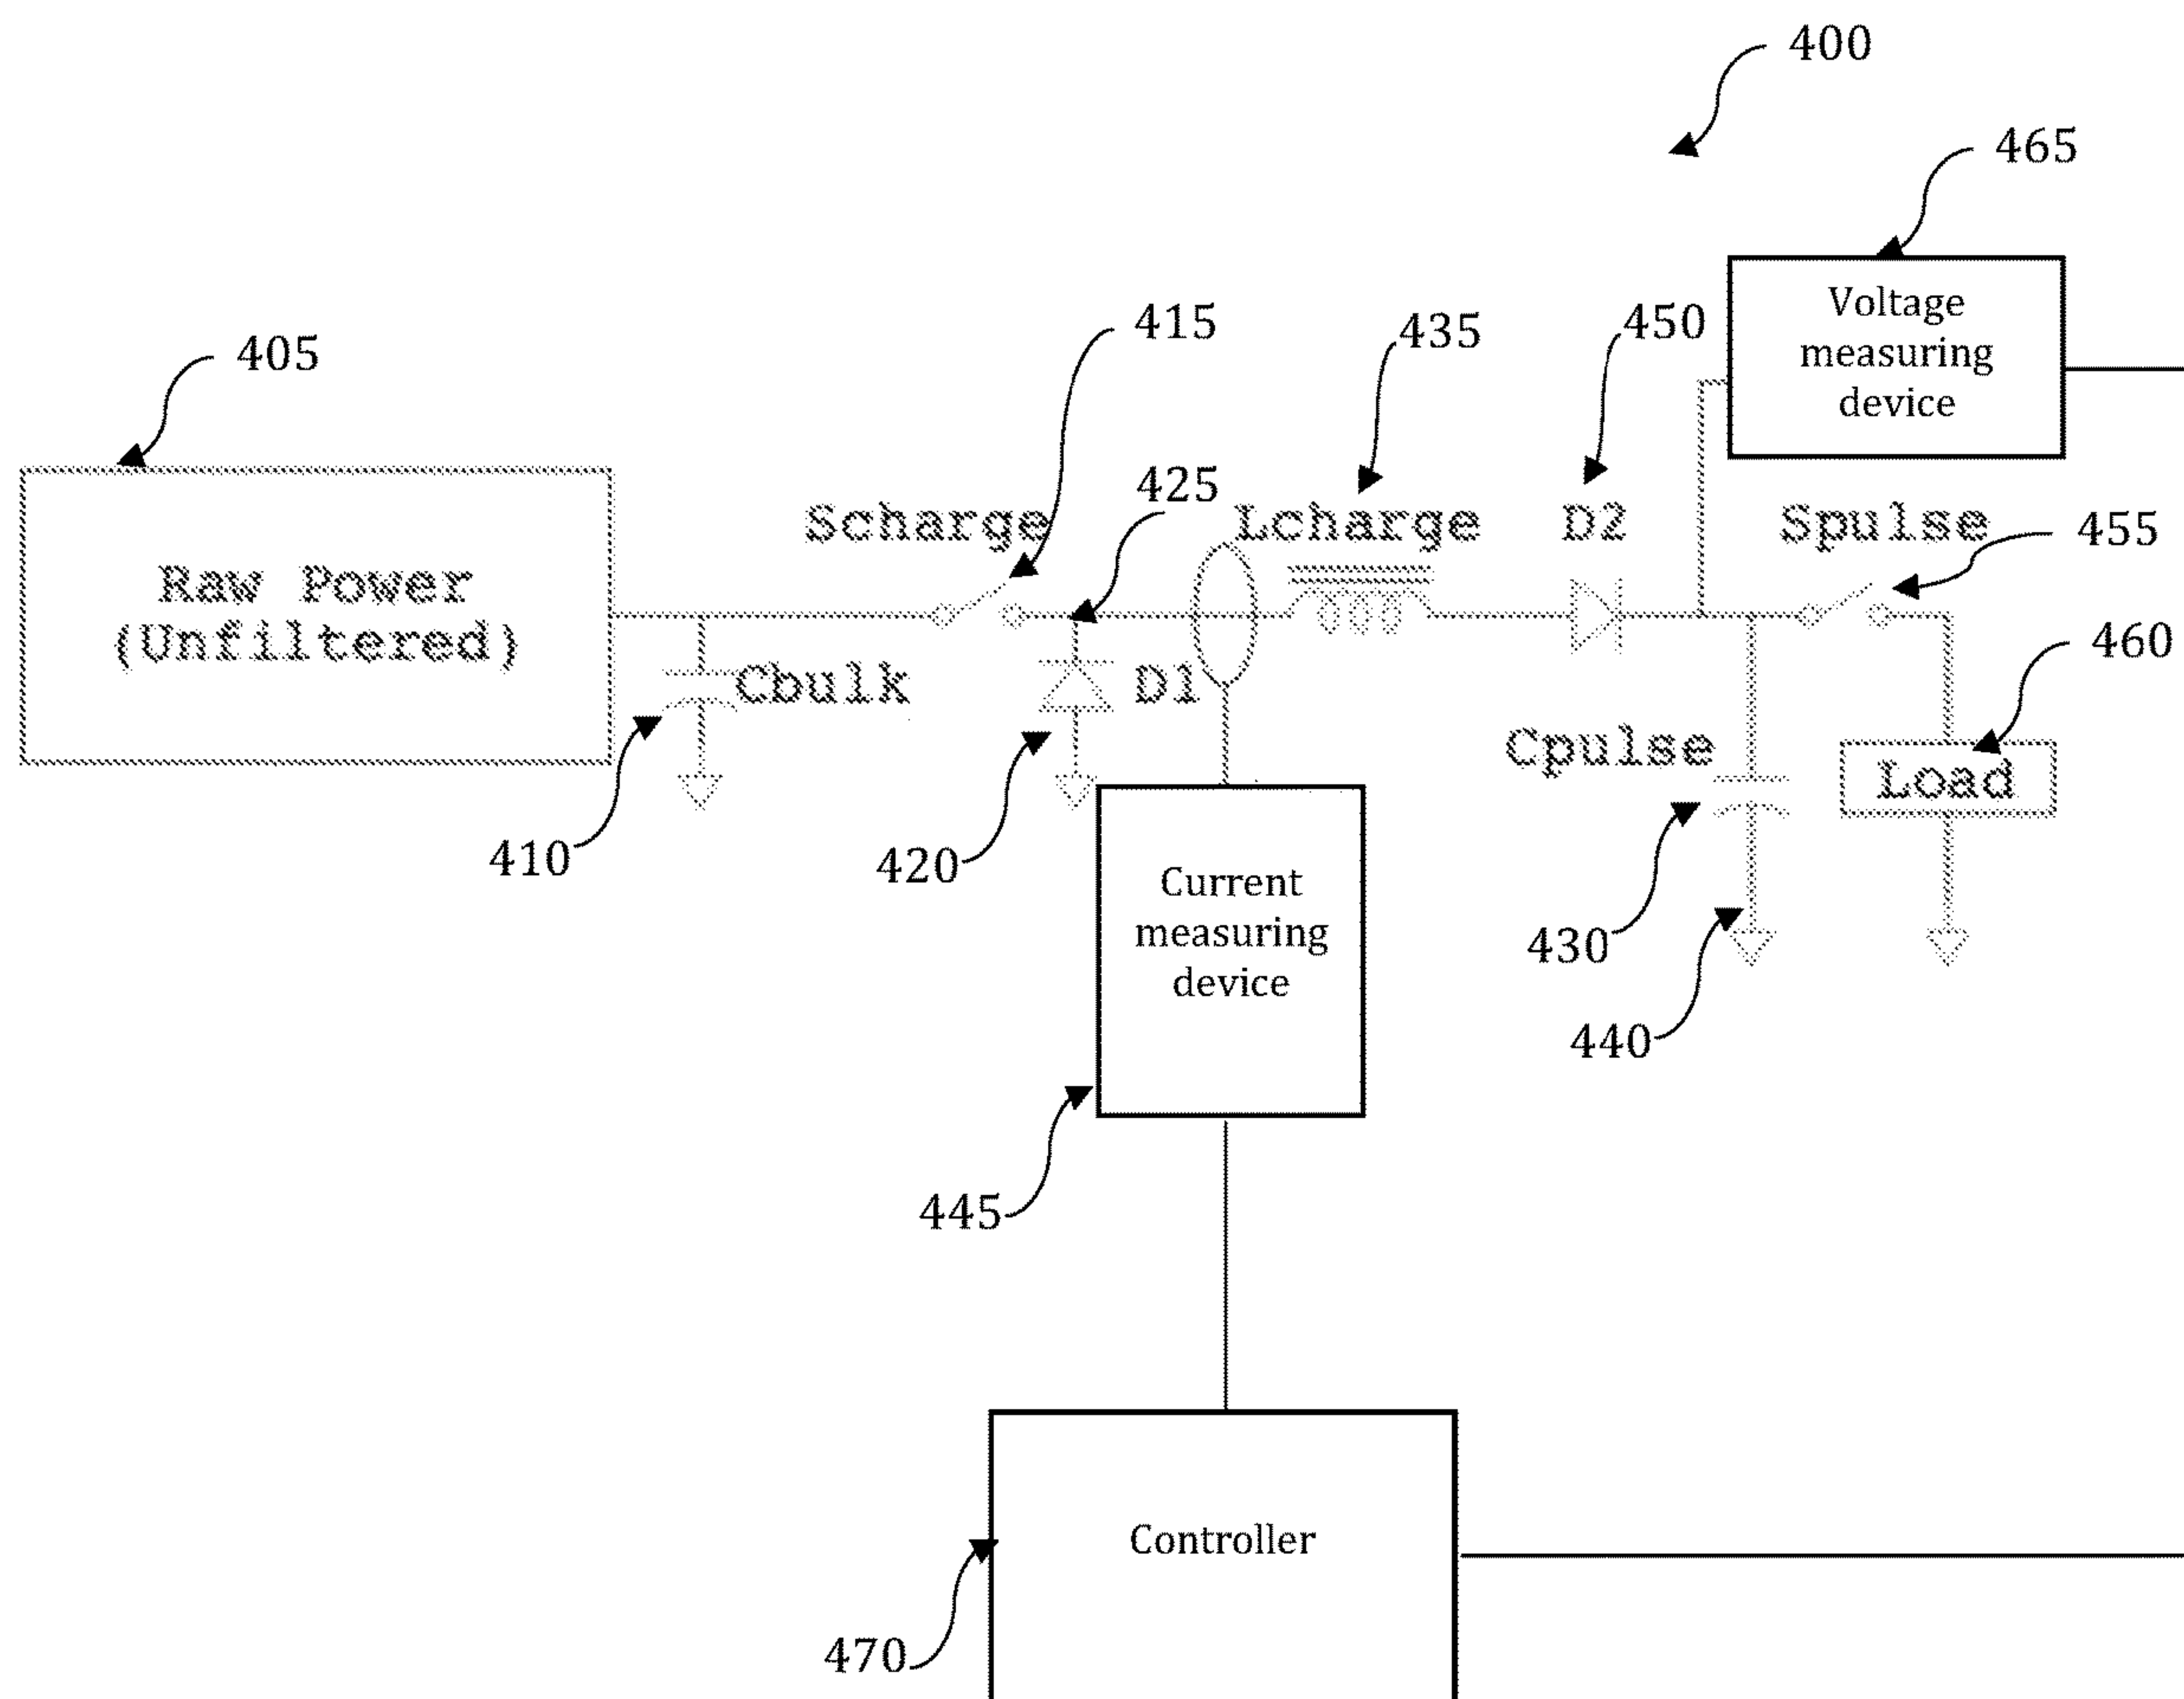 400
465
Voltage
measuring
device
415
435
450
405
425
Scharge
Lcharge
D2
Spulse
455
Raw Power
(Unfiltered)
460
Cbulk
D1
Cpulse
Load
410
420
Current
measuring
device
430
440
445
Controller
470